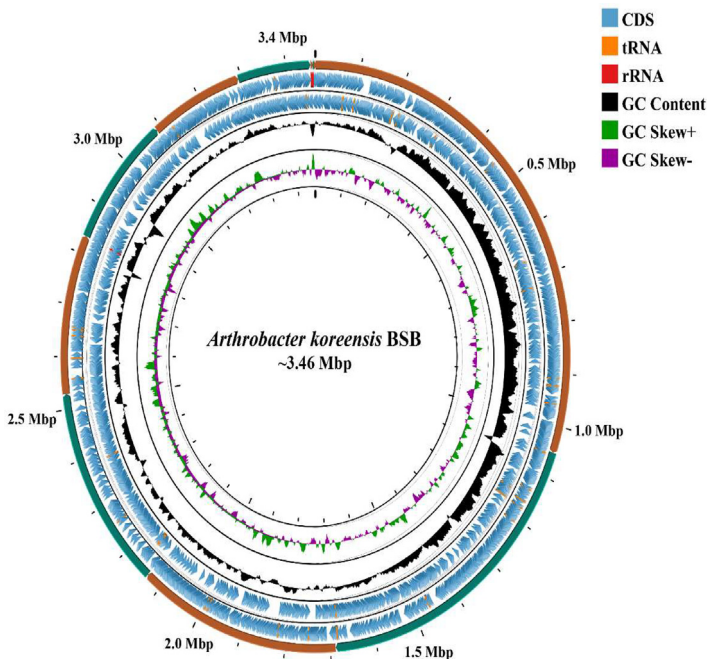 3.4 Mbp
CDS
tRNA
rRNA
GC Content
GC Skew+
GC Skew-
3.0 Mbp
0.5 Mbp
Arthrobacter koreensis BSB
~3.46 Mbp
2.5 Mbp
1.0 Mbp
2.0 Mbp
1.5 Mbp